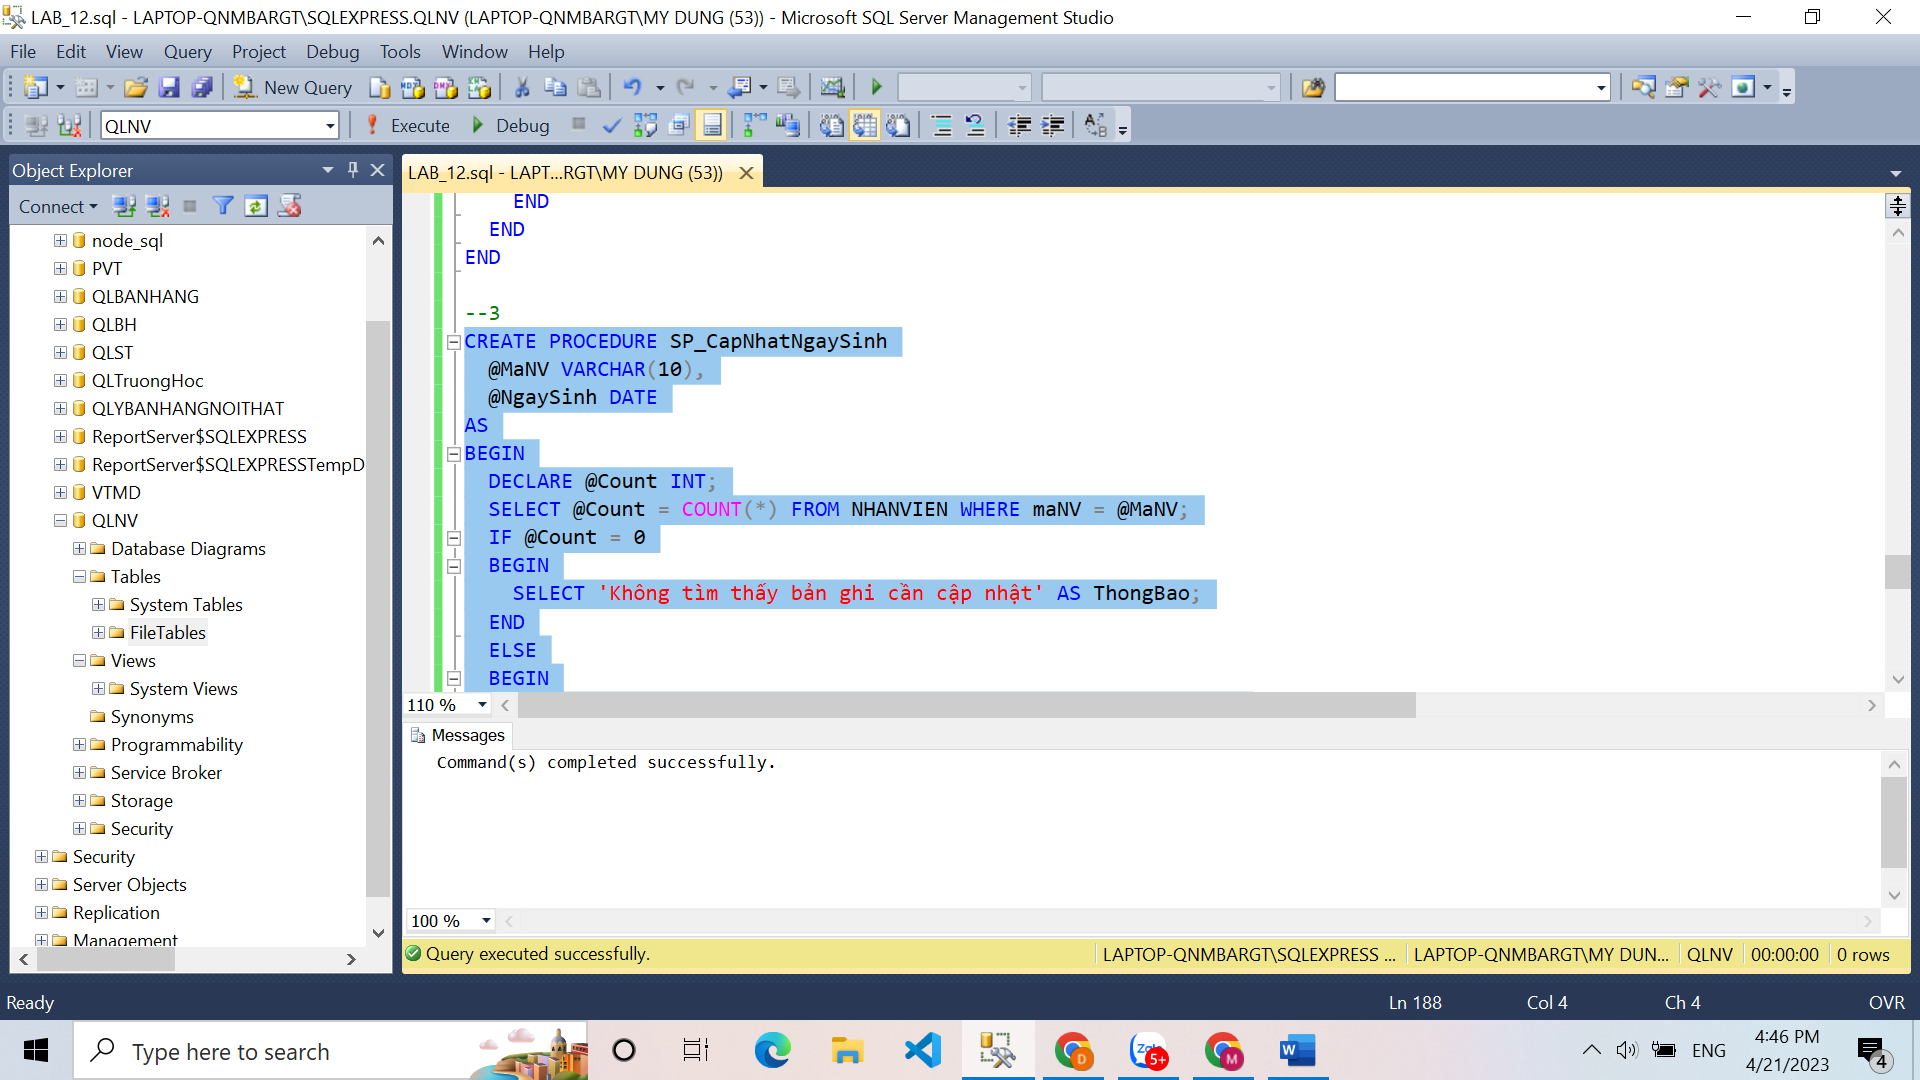 LAB_12.sql - LAPTOP-QNMBARGT\SQLEXPRESS.QLNV (LAPTOP-QNMBARGT\MY DUNG (53)) - Microsoft SQL Server Management Studio
File Edit View Query Project Debug Tools Window Help
New Query
QLNV Execute Debug
Object Explorer
Connect
node_sql
PVT
QLBANHANG
QLBH
QLST
QLTruongHoc
QLYBANHANGNOITHAT
ReportServer$SQLEXPRESS
ReportServer$SQLEXPRESSTempD
VTMD
QLNV
Database Diagrams
Tables
System Tables
FileTables
Views
System Views
Synonyms
Programmability
Service Broker
Storage
Security
Security
Server Objects
Replication
Management
LAB_12.sql - LAPT...RGT\MY DUNG (53))
END
END
END
--3
CREATE PROCEDURE SP_CapNhatNgaySinh
@MaNV VARCHAR(10),
@NgaySinh DATE
AS
BEGIN
DECLARE @Count INT;
SELECT @Count = COUNT(*) FROM NHANVIEN WHERE maNV = @MaNV;
IF @Count = 0
BEGIN
SELECT 'Không tìm thấy bản ghi cần cập nhật' AS ThongBao;
END
ELSE
BEGIN
110 %
Messages
Command(s) completed successfully.
100 %
Query executed successfully. LAPTOP-QNMBARGT\SQLEXPRESS ... LAPTOP-QNMBARGT\MY DUN... QLNV 00:00:00 0 rows
Ready Ln 188 Col 4 Ch 4 OVR
Type here to search
D
Zalo 5+
M
W
ENG
4:46 PM
4/21/2023
4